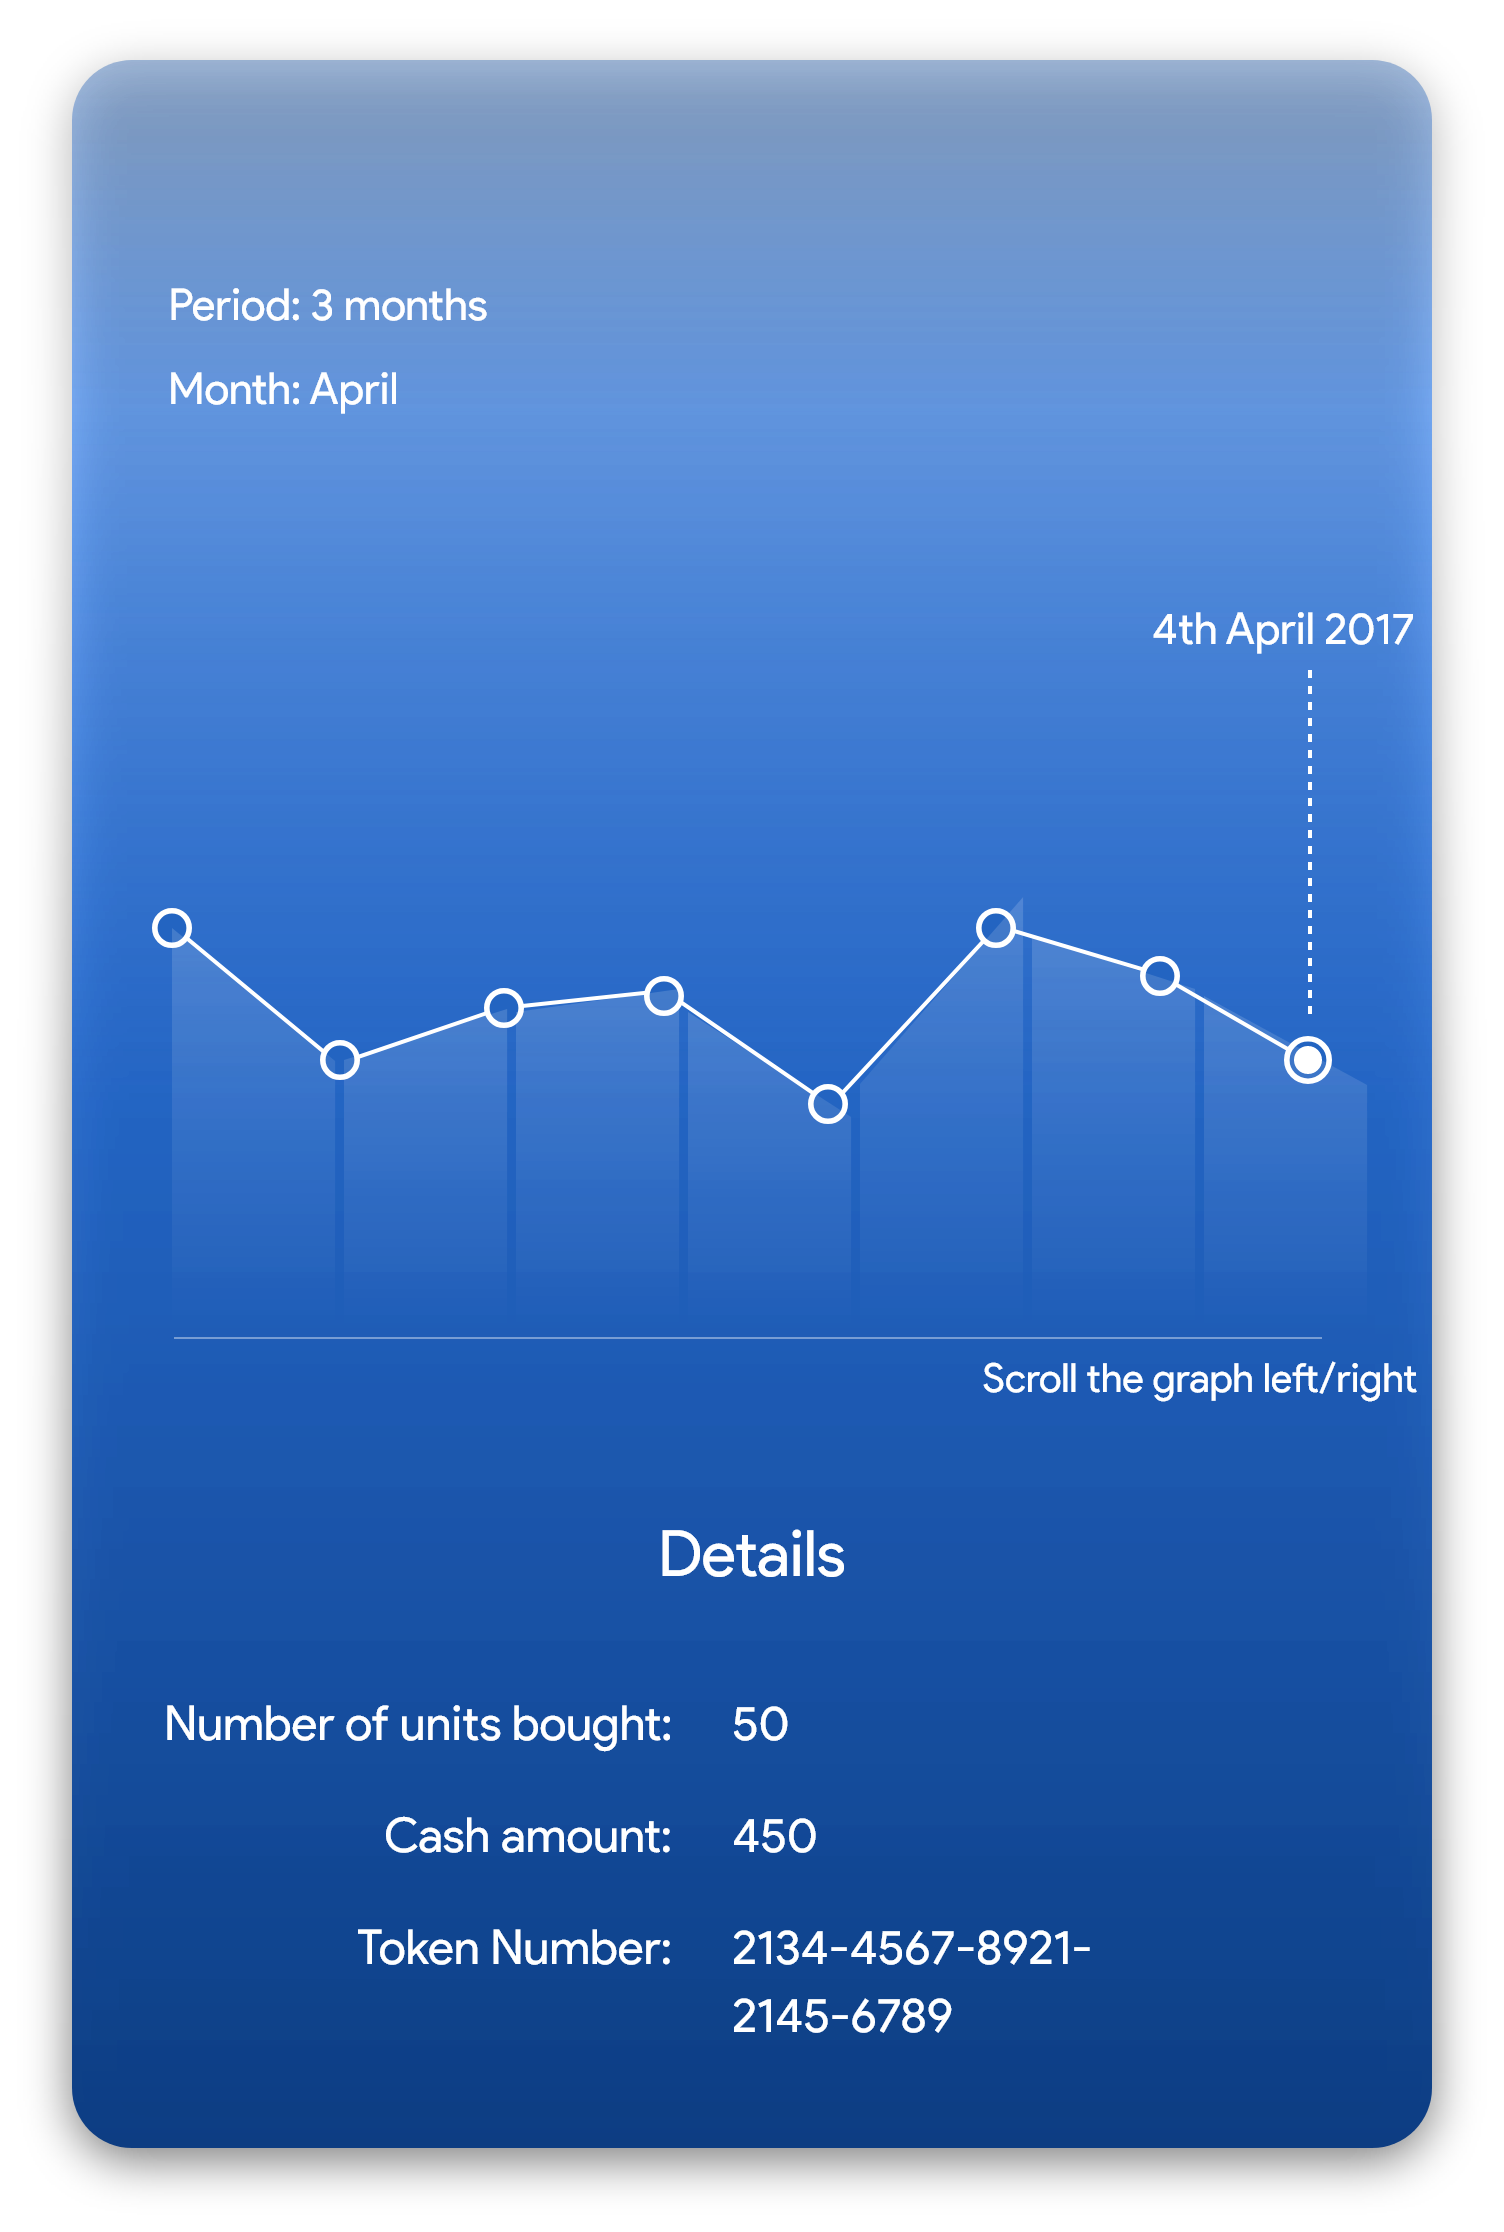 Period: 3 months
Month: April
4th April 2017
Scroll the graph left/right
Details
Number of units bought: 50
Cash amount: 450
Token Number: 2134-4567-8921-
2145-6789